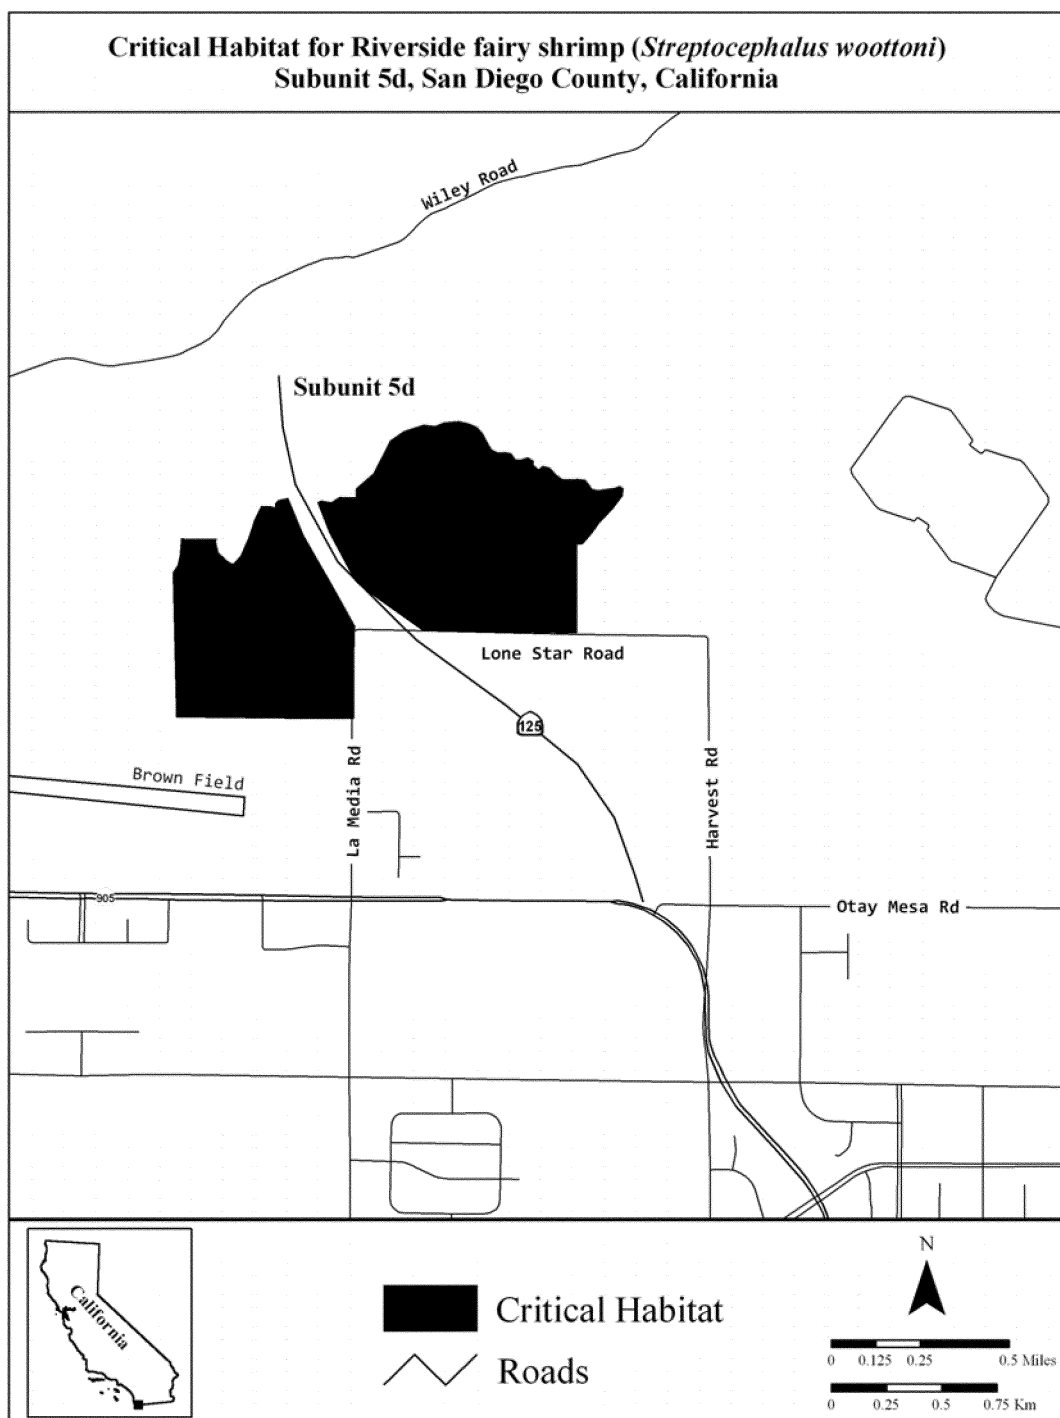 Critical Habitat for Riverside fairy shrimp (Streptocephalus woottoni)
Subunit 5d, San Diego County, California
Wiley Road
Subunit 5d
Lone Star Road
125
Brown Field
La Media Rd
Harvest Rd
905
Otay Mesa Rd
California
Critical Habitat
Roads
N
0 0.125 0.25 0.5 Miles
0 0.25 0.5 0.75 Km